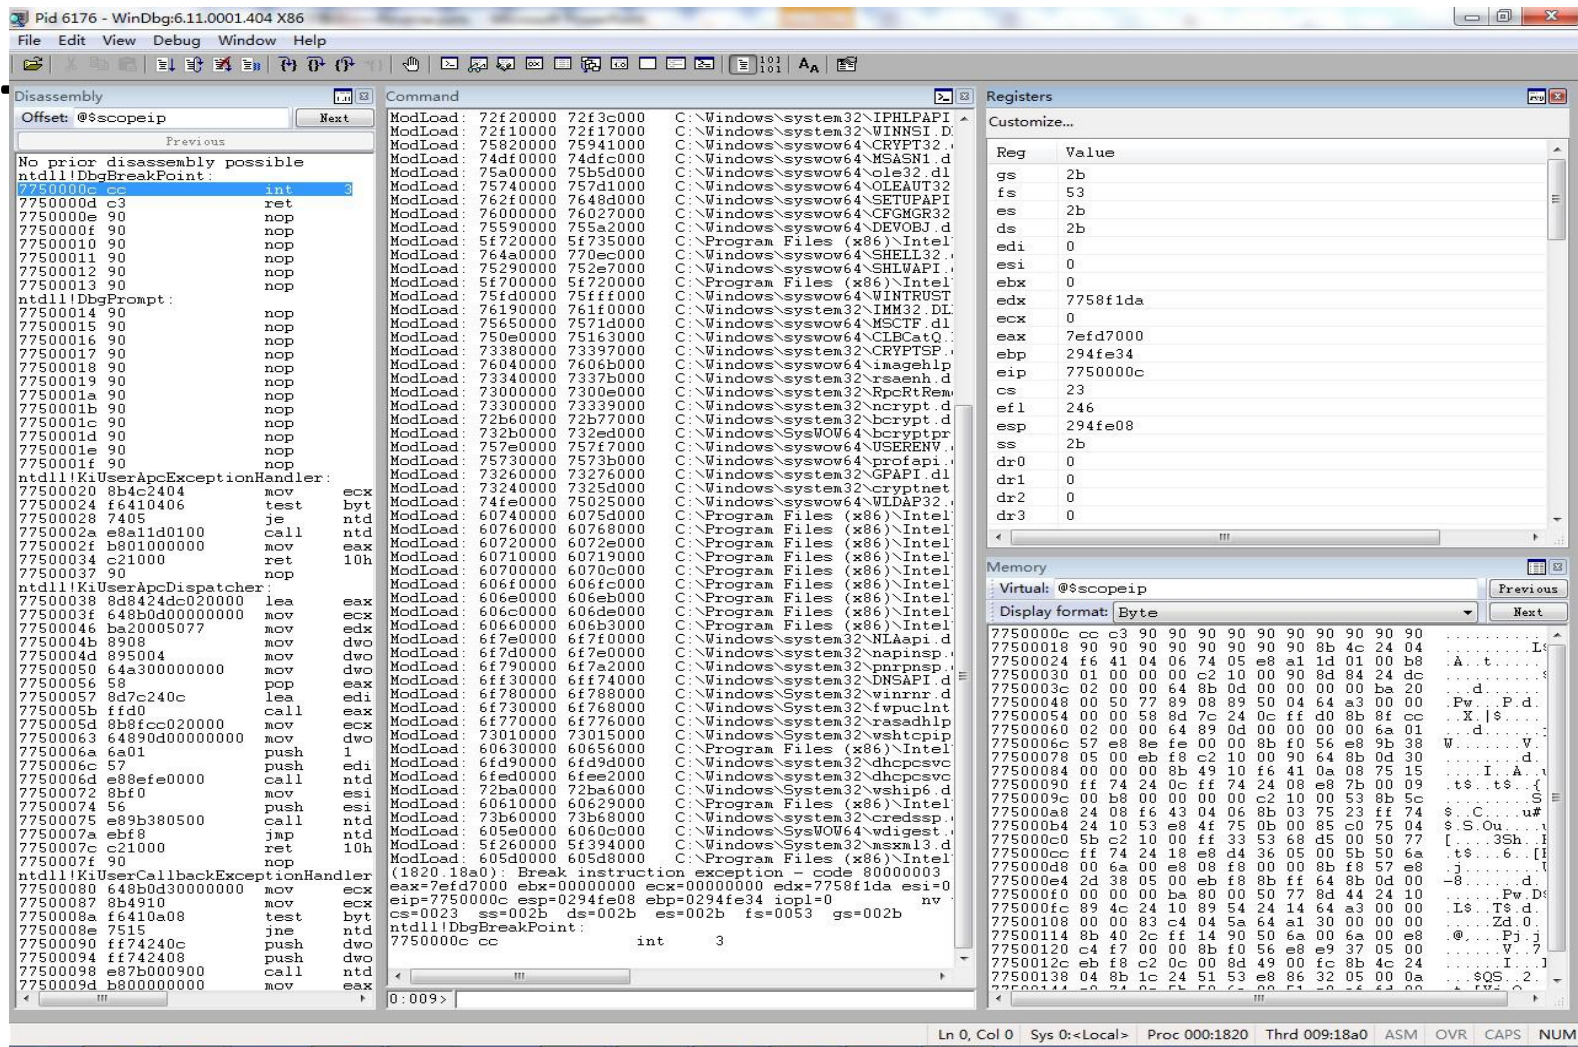 Pid 6176 - WinDbg:6.11.0001.404 X86
File Edit View Debug Window Help
Disassembly
Offset: @$scopeip Next
Previous
No prior disassembly possible
ntdll!DbgBreakPoint:
7750000c cc int 3
7750000d c3 ret
7750000e 90 nop
7750000f 90 nop
77500010 90 nop
77500011 90 nop
77500012 90 nop
77500013 90 nop
ntdll!DbgPrompt:
77500014 90 nop
77500015 90 nop
77500016 90 nop
77500017 90 nop
77500018 90 nop
77500019 90 nop
7750001a 90 nop
7750001b 90 nop
7750001c 90 nop
7750001d 90 nop
7750001e 90 nop
7750001f 90 nop
ntdll!KiUserApcExceptionHandler:
77500020 8b4c2404 mov ecx
77500024 f6410406 test byt
77500028 7405 je ntd
7750002a e8a11d0100 call ntd
7750002f b801000000 mov eax
77500034 c21000 ret 10h
77500037 90 nop
ntdll!KiUserApcDispatcher:
77500038 8d8424dc020000 lea eax
7750003f 648b0d00000000 mov ecx
77500046 ba20005077 mov edx
7750004b 8908 mov dwo
7750004d 895004 mov dwo
77500050 64a300000000 mov dwo
77500056 58 pop eax
77500057 8d7c240c lea edi
7750005b ffd0 call eax
7750005d 8b8fcc020000 mov ecx
77500063 64890d00000000 mov dwo
7750006a 6a01 push 1
7750006c 57 push edi
7750006d e88efe0000 call ntd
77500072 8bf0 mov esi
77500074 56 push esi
77500075 e89b380500 call ntd
7750007a ebf8 jmp ntd
7750007c c21000 ret 10h
7750007f 90 nop
ntdll!KiUserCallbackExceptionHandler
77500080 648b0d30000000 mov ecx
77500087 8b4910 mov ecx
7750008a f6410a08 test byt
7750008e 7515 jne ntd
77500090 ff74240c push dwo
77500094 ff742408 push dwo
77500098 e87b000900 call ntd
7750009d b800000000 mov eax
Command
ModLoad: 72f20000 72f3c000 C:\Windows\system32\IPHLPAPI
ModLoad: 72f10000 72f17000 C:\Windows\system32\WINNSI.D
ModLoad: 75820000 75941000 C:\Windows\syswow64\CRYPT32.
ModLoad: 74df0000 74dfc000 C:\Windows\syswow64\MSASN1.d
ModLoad: 75a00000 75b5d000 C:\Windows\syswow64\ole32.dl
ModLoad: 75740000 757d1000 C:\Windows\syswow64\OLEAUT32
ModLoad: 762f0000 7648d000 C:\Windows\syswow64\SETUPAPI
ModLoad: 76000000 76027000 C:\Windows\syswow64\CFGMGR32
ModLoad: 75590000 755a2000 C:\Windows\syswow64\DEVOBJ.d
ModLoad: 5f720000 5f735000 C:\Program Files (x86)\Intel
ModLoad: 764a0000 770ec000 C:\Windows\syswow64\SHELL32.
ModLoad: 75290000 752e7000 C:\Windows\syswow64\SHLWAPI.
ModLoad: 5f700000 5f720000 C:\Program Files (x86)\Intel
ModLoad: 75fd0000 75fff000 C:\Windows\syswow64\WINTRUST
ModLoad: 76190000 761f0000 C:\Windows\system32\IMM32.DL
ModLoad: 75650000 7571d000 C:\Windows\syswow64\MSCTF.dl
ModLoad: 750e0000 75163000 C:\Windows\syswow64\CLBCatQ.
ModLoad: 73380000 73397000 C:\Windows\system32\CRYPTSP.
ModLoad: 76040000 7606b000 C:\Windows\syswow64\imagehlp
ModLoad: 73340000 7337b000 C:\Windows\system32\rsaenh.d
ModLoad: 73000000 7300e000 C:\Windows\system32\RpcRtRem
ModLoad: 73300000 73339000 C:\Windows\system32\ncrypt.d
ModLoad: 72b60000 72b77000 C:\Windows\system32\bcrypt.d
ModLoad: 732b0000 732ed000 C:\Windows\SysWOW64\bcryptpr
ModLoad: 757e0000 757f7000 C:\Windows\syswow64\USERENV.
ModLoad: 75730000 7573b000 C:\Windows\syswow64\profapi.
ModLoad: 73260000 73276000 C:\Windows\system32\GPAPI.dl
ModLoad: 73240000 7325d000 C:\Windows\system32\cryptnet
ModLoad: 74fe0000 75025000 C:\Windows\syswow64\WLDAP32.
ModLoad: 60740000 6075d000 C:\Program Files (x86)\Intel
ModLoad: 60760000 60768000 C:\Program Files (x86)\Intel
ModLoad: 60720000 6072e000 C:\Program Files (x86)\Intel
ModLoad: 60710000 60719000 C:\Program Files (x86)\Intel
ModLoad: 60700000 6070c000 C:\Program Files (x86)\Intel
ModLoad: 606f0000 606fc000 C:\Program Files (x86)\Intel
ModLoad: 606e0000 606eb000 C:\Program Files (x86)\Intel
ModLoad: 606c0000 606de000 C:\Program Files (x86)\Intel
ModLoad: 60660000 606b3000 C:\Program Files (x86)\Intel
ModLoad: 6f7e0000 6f7f0000 C:\Windows\system32\NLAapi.d
ModLoad: 6f7d0000 6f7e0000 C:\Windows\system32\napinsp.
ModLoad: 6f790000 6f7a2000 C:\Windows\system32\pnrpnsp.
ModLoad: 6ff30000 6ff74000 C:\Windows\system32\DNSAPI.d
ModLoad: 6f780000 6f788000 C:\Windows\System32\winrnr.d
ModLoad: 6f730000 6f768000 C:\Windows\System32\fwpuclnt
ModLoad: 6f770000 6f776000 C:\Windows\system32\rasadhlp
ModLoad: 73010000 73015000 C:\Windows\System32\wshtcpip
ModLoad: 60630000 60656000 C:\Program Files (x86)\Intel
ModLoad: 6fd90000 6fd9d000 C:\Windows\system32\dhcpcsvc
ModLoad: 6fed0000 6fee2000 C:\Windows\system32\dhcpcsvc
ModLoad: 72ba0000 72ba6000 C:\Windows\System32\wship6.d
ModLoad: 60610000 60629000 C:\Program Files (x86)\Intel
ModLoad: 73b60000 73b68000 C:\Windows\system32\credssp.
ModLoad: 605e0000 6060c000 C:\Windows\SysWOW64\wdigest.
ModLoad: 5f260000 5f394000 C:\Windows\System32\msxml3.d
ModLoad: 605d0000 605d8000 C:\Program Files (x86)\Intel
(1820.18a0): Break instruction exception - code 80000003
eax=7efd7000 ebx=00000000 ecx=00000000 edx=7758f1da esi=0
eip=7750000c esp=0294fe08 ebp=0294fe34 iopl=0 nv
cs=0023 ss=002b ds=002b es=002b fs=0053 gs=002b
ntdll!DbgBreakPoint:
7750000c cc int 3
0:009>
Registers
Customize...
Reg Value
gs 2b
fs 53
es 2b
ds 2b
edi 0
esi 0
ebx 0
edx 7758f1da
ecx 0
eax 7efd7000
ebp 294fe34
eip 7750000c
cs 23
efl 246
esp 294fe08
ss 2b
dr0 0
dr1 0
dr2 0
dr3 0
Memory
Virtual: @$scopeip Previous
Display format: Byte Next
7750000c cc c3 90 90 90 90 90 90 90 90 90 90 ............
77500018 90 90 90 90 90 90 90 90 8b 4c 24 04 .........L$
77500024 f6 41 04 06 74 05 e8 a1 1d 01 00 b8 .A..t......
77500030 01 00 00 00 c2 10 00 90 8d 84 24 dc ..........$
7750003c 02 00 00 64 8b 0d 00 00 00 00 ba 20 ...d.......
77500048 00 50 77 89 08 89 50 04 64 a3 00 00 .Pw...P.d.
77500054 00 00 58 8d 7c 24 0c ff d0 8b 8f cc ..X.|$.....
77500060 02 00 00 64 89 0d 00 00 00 00 6a 01 ...d......j
7750006c 57 e8 8e fe 00 00 8b f0 56 e8 9b 38 W.......V.
77500078 05 00 eb f8 c2 10 00 90 64 8b 0d 30 ........d.
77500084 00 00 00 8b 49 10 f6 41 0a 08 75 15 ....I..A..u
77500090 ff 74 24 0c ff 74 24 08 e8 7b 00 09 .t$..t$..{
7750009c 00 b8 00 00 00 00 c2 10 00 53 8b 5c .........S
775000a8 24 08 f6 43 04 06 8b 03 75 23 ff 74 $..C....u#
775000b4 24 10 53 e8 4f 75 0b 00 85 c0 75 04 $.S.Ou....u
775000c0 5b c2 10 00 ff 33 53 68 d5 00 50 77 [....3Sh..P
775000cc ff 74 24 18 e8 d4 36 05 00 5b 50 6a .t$...6..[P
775000d8 00 6a 00 e8 08 f8 00 00 8b f8 57 e8 .j........W
775000e4 2d 38 05 00 eb f8 8b ff 64 8b 0d 00 -8......d.
775000f0 00 00 00 ba 80 00 50 77 8d 44 24 10 ......Pw.D$
775000fc 89 4c 24 10 89 54 24 14 64 a3 00 00 .L$..T$.d.
77500108 00 00 83 c4 04 5a 64 a1 30 00 00 00 .....Zd.0.
77500114 8b 40 2c ff 14 90 50 6a 00 6a 00 e8 .@,...Pj.j
77500120 c4 f7 00 00 8b f0 56 e8 e9 37 05 00 ......V..7
7750012c eb f8 c2 0c 00 8d 49 00 fc 8b 4c 24 ......I...l
77500138 04 8b 1c 24 51 53 e8 86 32 05 00 0a ...$QS..2.
Ln 0, Col 0 Sys 0:<Local> Proc 000:1820 Thrd 009:18a0 ASM OVR CAPS NUM